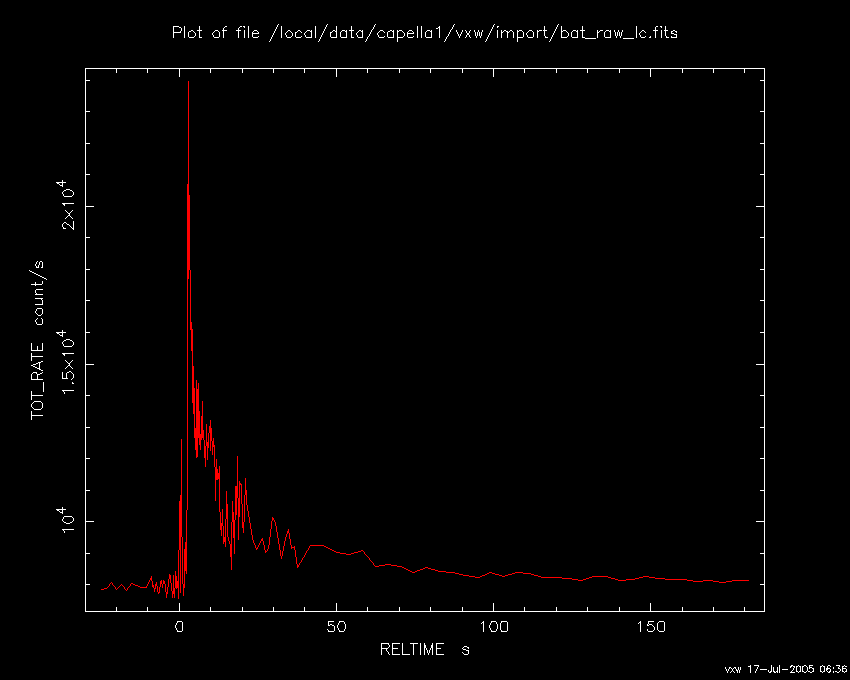 Plot of file /local/data/capella1/vxw/import/bat_raw_lc.fits
TOT_RATE count/s
2×10⁴
1.5×10⁴
10⁴
0 50 100 150
RELTIME s
vxw 17-Jul-2005 06:36